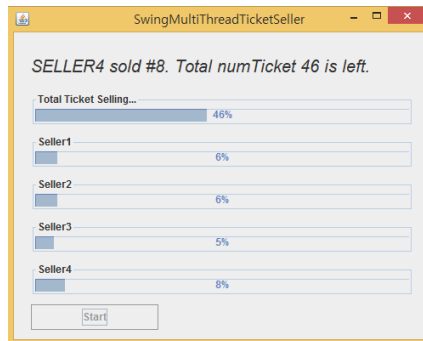 SwingMultiThreadTicketSeller
SELLER4 sold #8. Total numTicket 46 is left.
Total Ticket Selling...
46%
Seller1
6%
Seller2
6%
Seller3
5%
Seller4
8%
Start